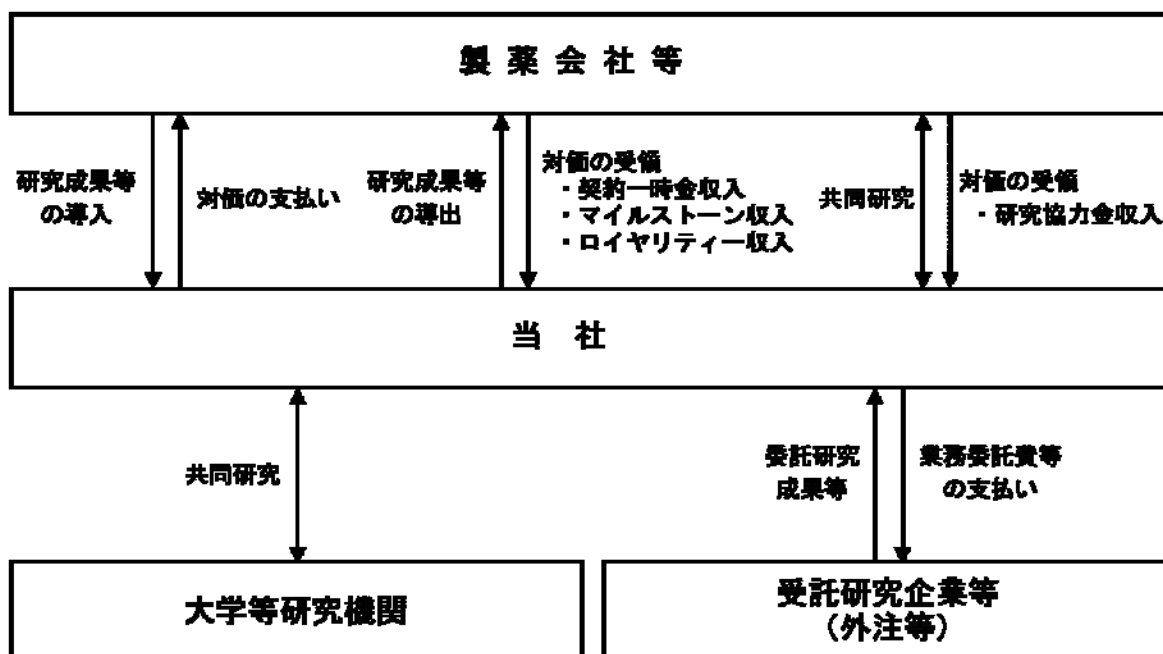 製薬会社等
研究成果等
の導入
対価の支払い
研究成果等
の導出
対価の受領
・契約一時金収入
・マイルストーン収入
・ロイヤリティー収入
共同研究
対価の受領
・研究協力金収入
当社
共同研究
委託研究
成果等
業務委託費等
の支払い
大学等研究機関
受託研究企業等
(外注等)